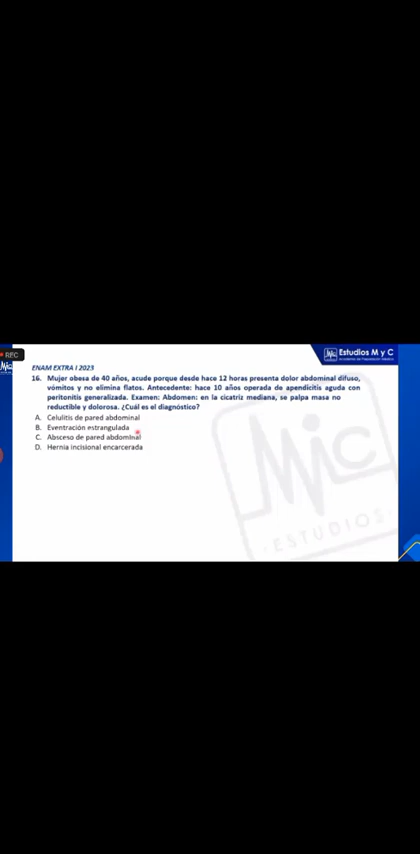 REC
Estudios M y C
ENAM EXTRA I 2023
16. Mujer obesa de 40 años, acude porque desde hace 12 horas presenta dolor abdominal difuso,
vómitos y no elimina flatos. Antecedente: hace 10 años operada de apendicitis aguda con
peritonitis generalizada. Examen: Abdomen: en la cicatriz mediana, se palpa masa no
reductible y dolorosa. ¿Cuál es el diagnóstico?
A. Celulitis de pared abdominal
B. Eventración estrangulada
C. Absceso de pared abdominal
D. Hernia incisional encarcerada
MyC
·ESTUDIOS·